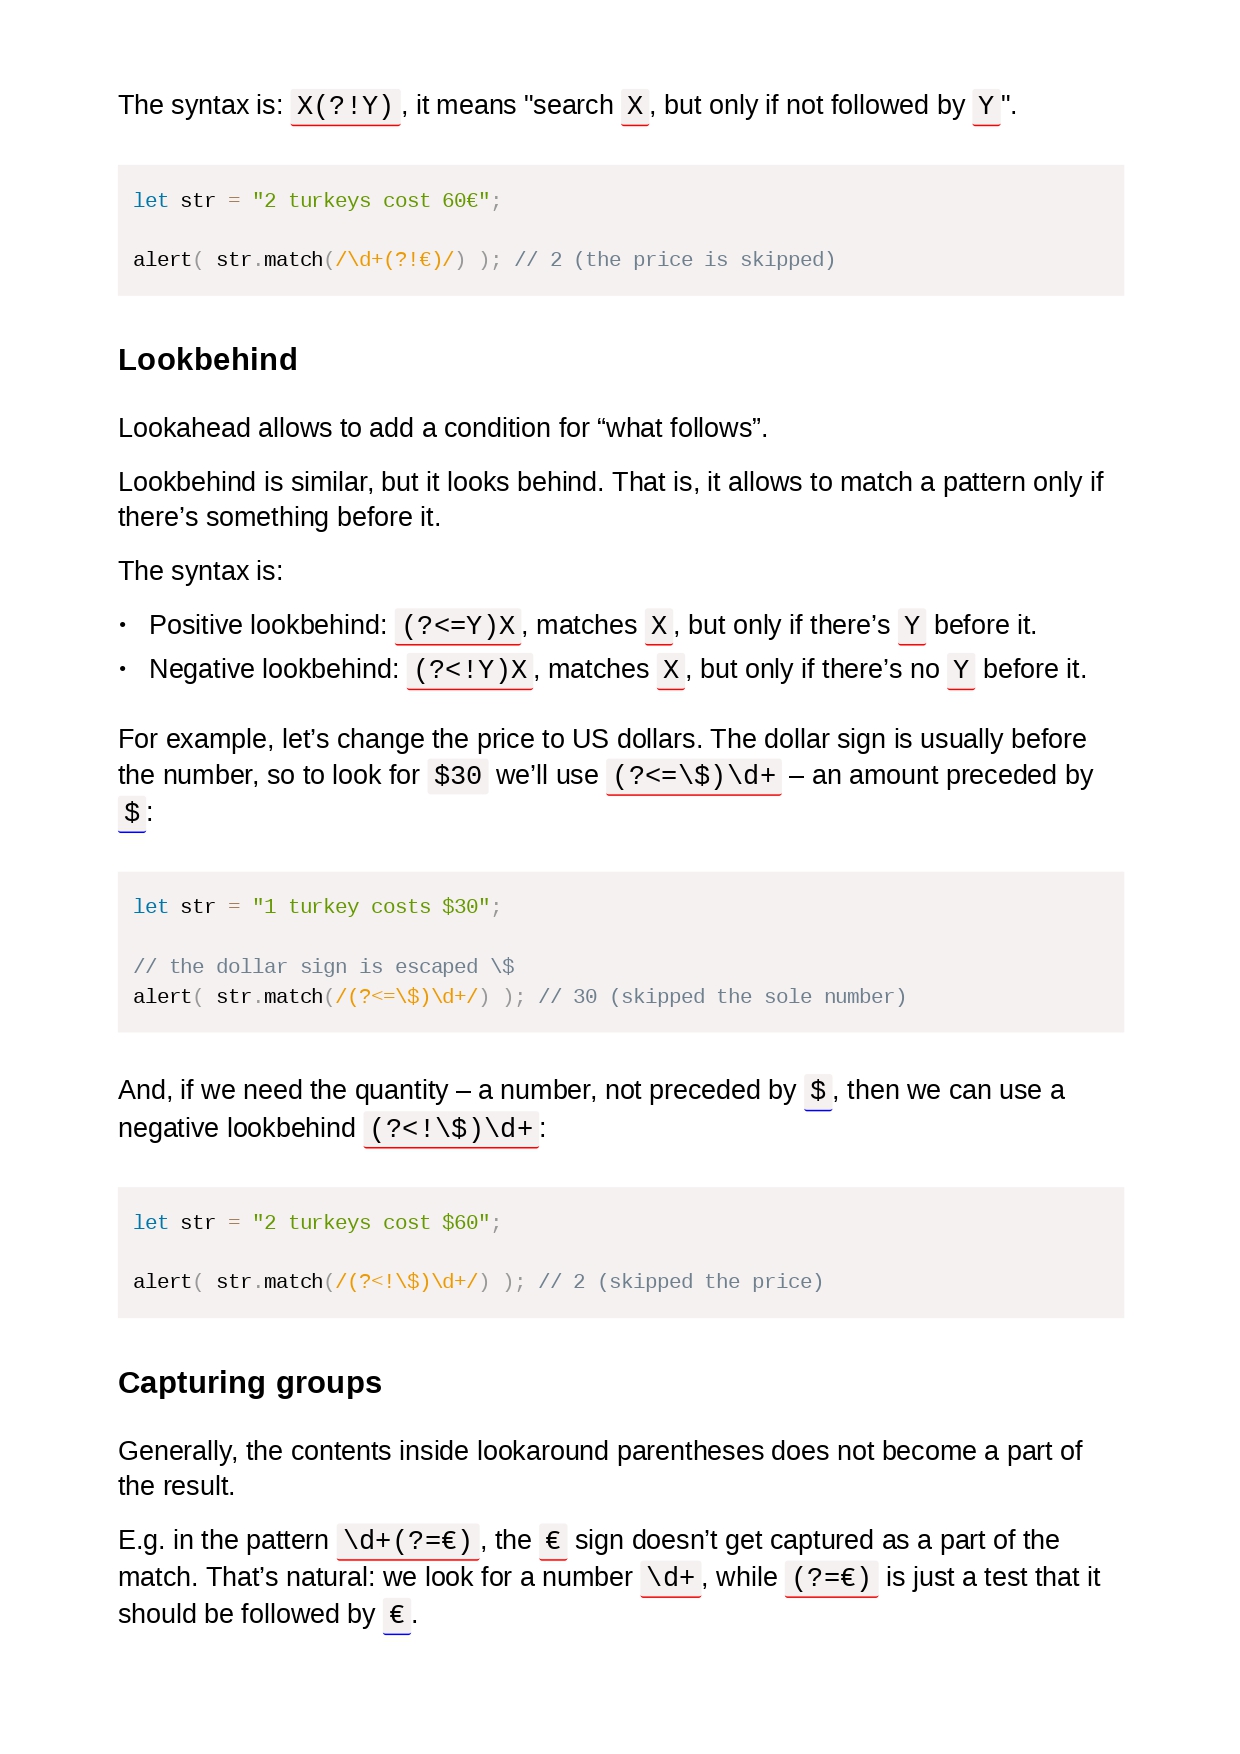 The syntax is: X(?!Y), it means "search X, but only if not followed by Y".
let str = "2 turkeys cost 60€";
alert( str.match(/\d+(?!€)/) ); // 2 (the price is skipped)
Lookbehind
Lookahead allows to add a condition for “what follows”.
Lookbehind is similar, but it looks behind. That is, it allows to match a pattern only if
there’s something before it.
The syntax is:
• Positive lookbehind: (?<=Y)X, matches X, but only if there’s Y before it.
• Negative lookbehind: (?<!Y)X, matches X, but only if there’s no Y before it.
For example, let’s change the price to US dollars. The dollar sign is usually before
the number, so to look for $30 we’ll use (?<=\$)\d+ – an amount preceded by
$:
let str = "1 turkey costs $30";
// the dollar sign is escaped \$
alert( str.match(/(?<=\$)\d+/) ); // 30 (skipped the sole number)
And, if we need the quantity – a number, not preceded by $, then we can use a
negative lookbehind (?<!\$)\d+:
let str = "2 turkeys cost $60";
alert( str.match(/(?<!\$)\d+/) ); // 2 (skipped the price)
Capturing groups
Generally, the contents inside lookaround parentheses does not become a part of
the result.
E.g. in the pattern \d+(?=€), the € sign doesn’t get captured as a part of the
match. That’s natural: we look for a number \d+, while (?=€) is just a test that it
should be followed by €.